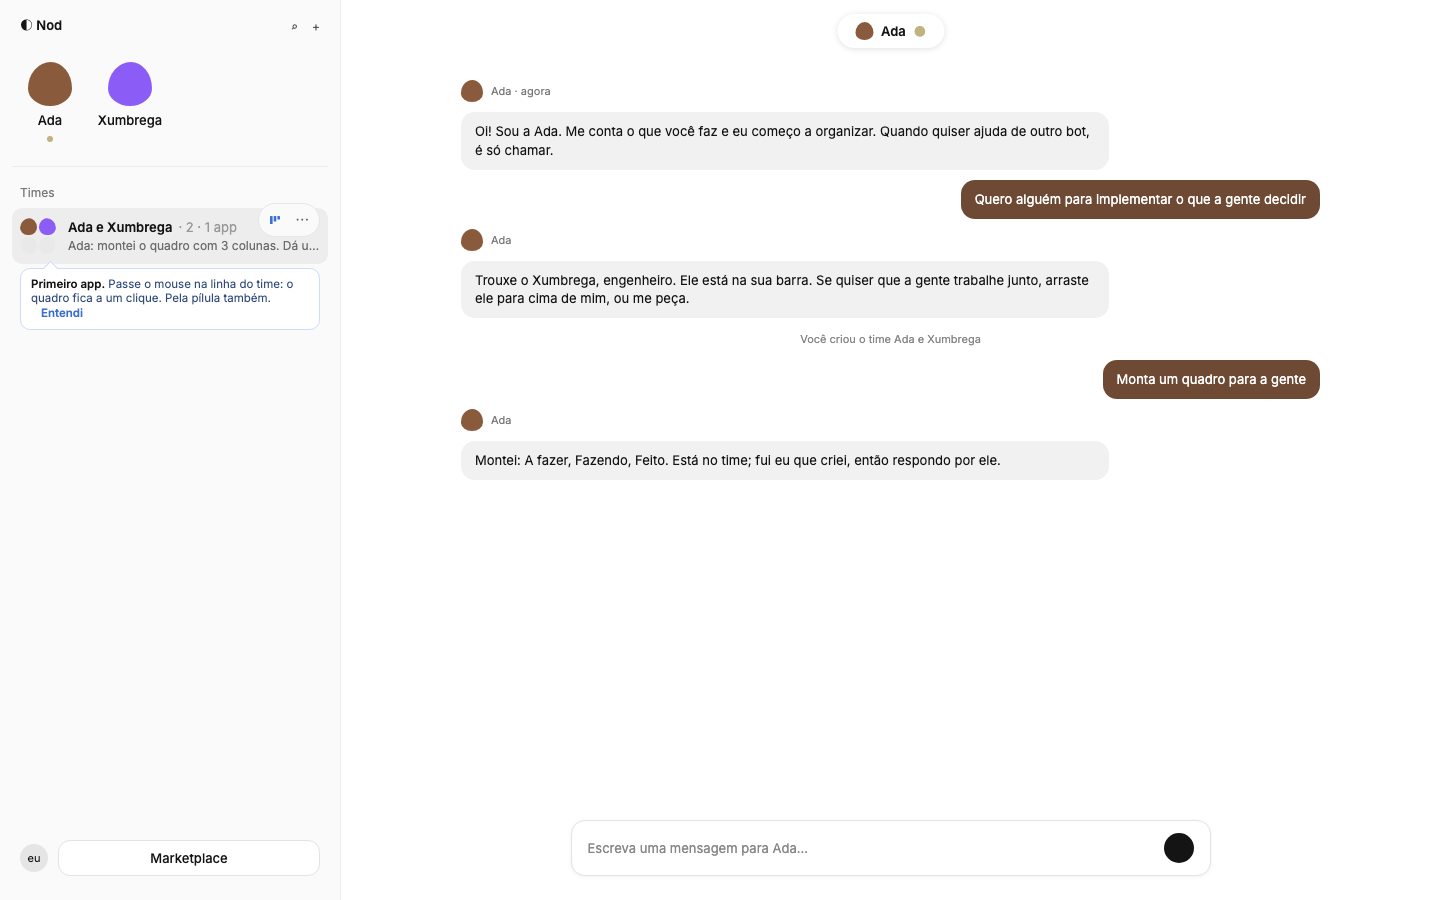 Nod
Ada
Xumbrega
Times
Ada e Xumbrega · 2 · 1 app
Ada: montei o quadro com 3 colunas. Dá u...
Primeiro app. Passe o mouse na linha do time: o
quadro fica a um clique. Pela pílula também.
Entendi
eu
Marketplace
Ada
Ada · agora
Oi! Sou a Ada. Me conta o que você faz e eu começo a organizar. Quando quiser ajuda de outro bot,
é só chamar.
Quero alguém para implementar o que a gente decidir
Ada
Trouxe o Xumbrega, engenheiro. Ele está na sua barra. Se quiser que a gente trabalhe junto, arraste
ele para cima de mim, ou me peça.
Você criou o time Ada e Xumbrega
Monta um quadro para a gente
Ada
Montei: A fazer, Fazendo, Feito. Está no time; fui eu que criei, então respondo por ele.
Escreva uma mensagem para Ada...